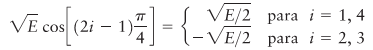 √E cos[(2i − 1) π/4] = { √E/2 para i = 1, 4
−√E/2 para i = 2, 3